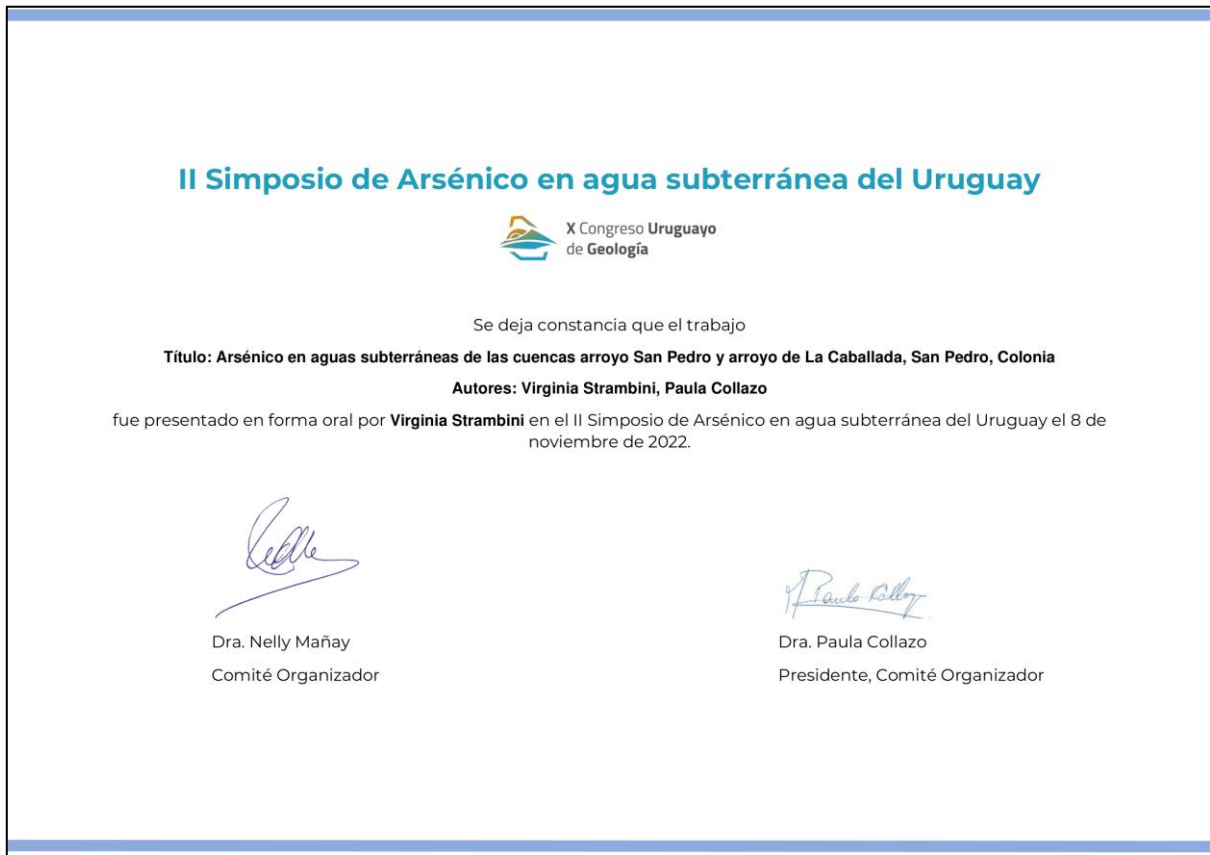 II Simposio de Arsénico en agua subterránea del Uruguay
X Congreso Uruguayo
de Geología
Se deja constancia que el trabajo
Título: Arsénico en aguas subterráneas de las cuencas arroyo San Pedro y arroyo de La Caballada, San Pedro, Colonia
Autores: Virginia Strambini, Paula Collazo
fue presentado en forma oral por Virginia Strambini en el II Simposio de Arsénico en agua subterránea del Uruguay el 8 de
noviembre de 2022.
Dra. Nelly Mañay
Comité Organizador
Dra. Paula Collazo
Presidente, Comité Organizador